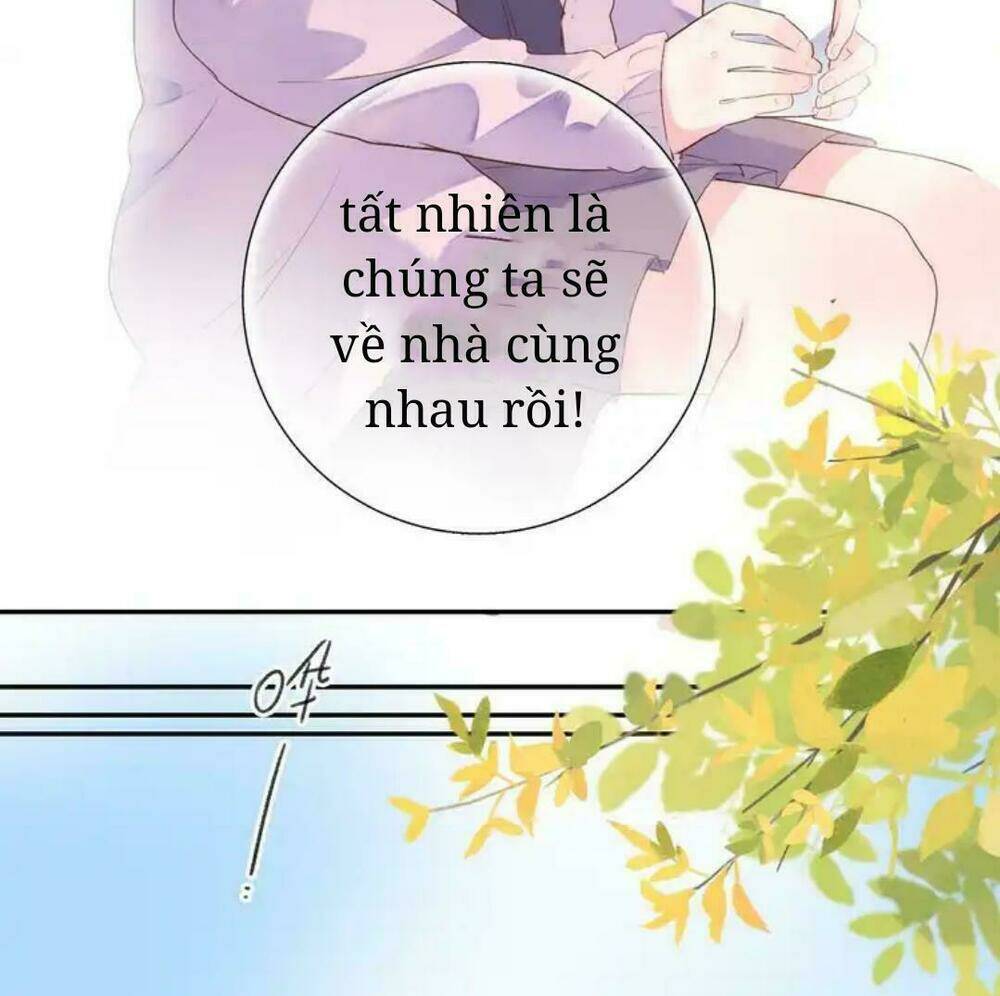 tất nhiên là
chúng ta sẽ
về nhà cùng
nhau rồi!